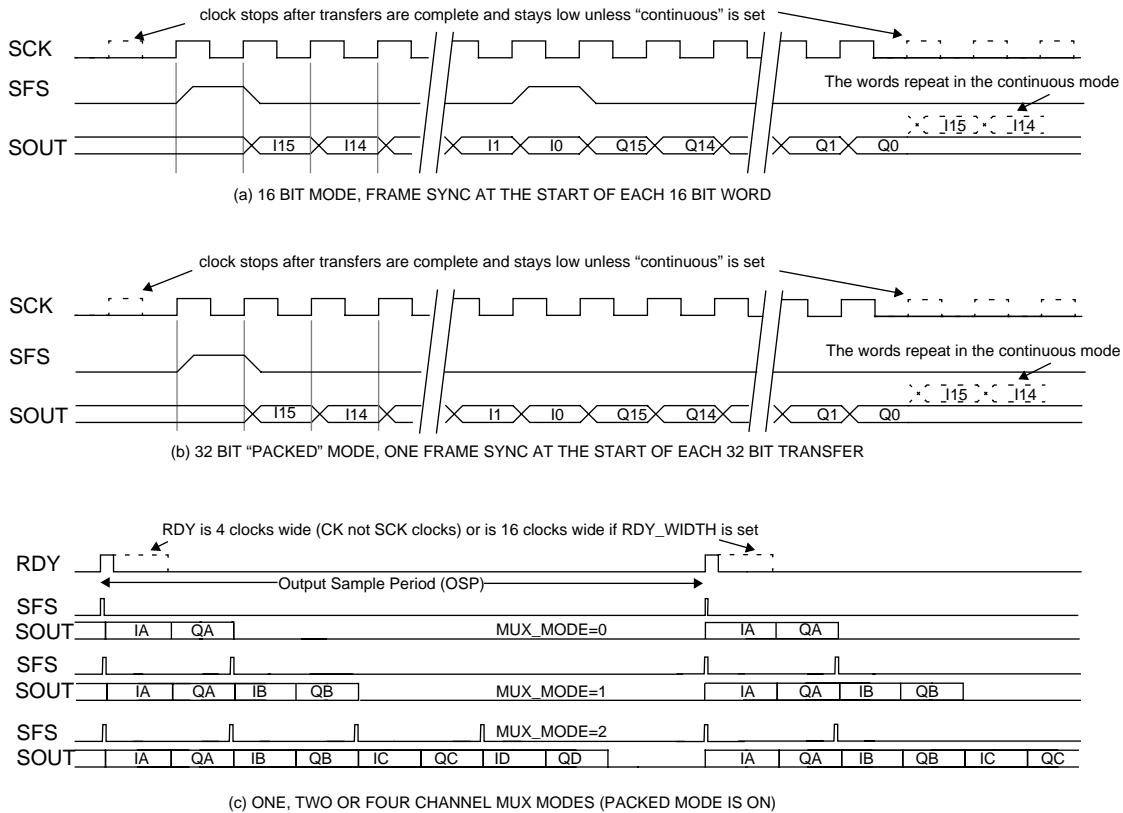 clock stops after transfers are complete and stays low unless “continuous” is set
SCK
SFS
The words repeat in the continuous mode
I15 I14
SOUT I15 I14 I1 I0 Q15 Q14 Q1 Q0
(a) 16 BIT MODE, FRAME SYNC AT THE START OF EACH 16 BIT WORD
clock stops after transfers are complete and stays low unless “continuous” is set
SCK
SFS
The words repeat in the continuous mode
I15 I14
SOUT I15 I14 I1 I0 Q15 Q14 Q1 Q0
(b) 32 BIT “PACKED” MODE, ONE FRAME SYNC AT THE START OF EACH 32 BIT TRANSFER
RDY is 4 clocks wide (CK not SCK clocks) or is 16 clocks wide if RDY_WIDTH is set
RDY
Output Sample Period (OSP)
SFS
SOUT IA QA MUX_MODE=0 IA QA
SFS
SOUT IA QA IB QB MUX_MODE=1 IA QA IB QB
SFS MUX_MODE=2
SOUT IA QA IB QB IC QC ID QD IA QA IB QB IC QC
(c) ONE, TWO OR FOUR CHANNEL MUX MODES (PACKED MODE IS ON)